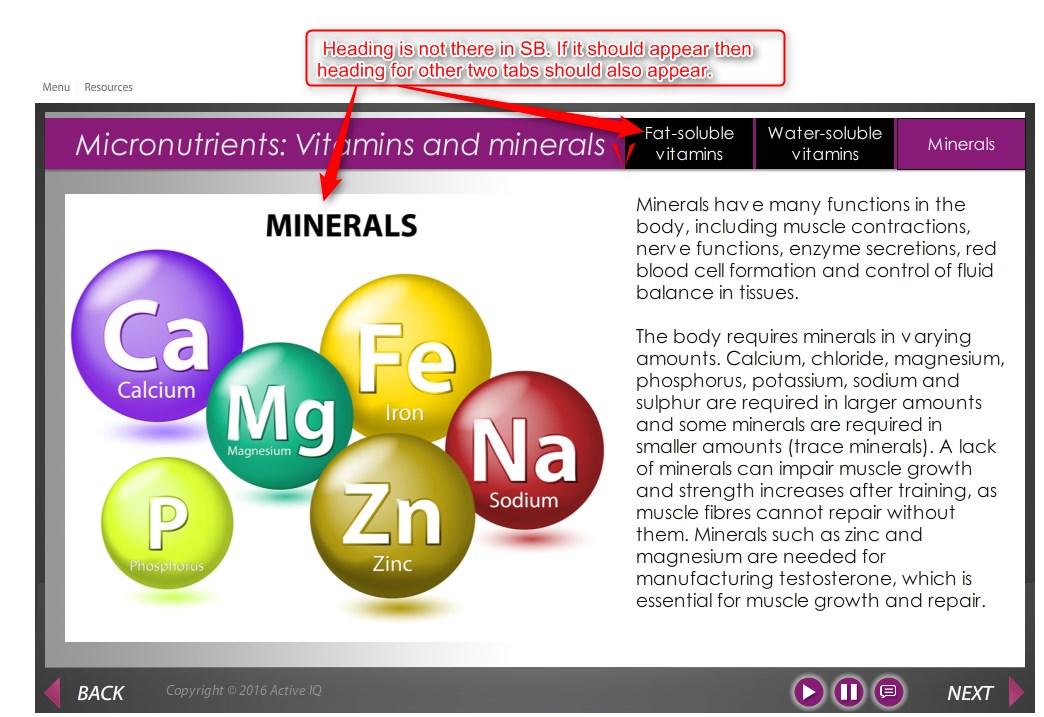 Heading is not there in SB. If it should appear then
heading for other two tabs should also appear.
Menu Resources
Micronutrients: Vitamins and minerals
Fat-soluble
vitamins
Water-soluble
vitamins
Minerals
MINERALS
Ca
Calcium
Fe
Iron
Mg
Magnesium
Na
Sodium
P
Phosphorus
Zn
Zinc
Minerals have many functions in the
body, including muscle contractions,
nerve functions, enzyme secretions, red
blood cell formation and control of fluid
balance in tissues.
The body requires minerals in varying
amounts. Calcium, chloride, magnesium,
phosphorus, potassium, sodium and
sulphur are required in larger amounts
and some minerals are required in
smaller amounts (trace minerals). A lack
of minerals can impair muscle growth
and strength increases after training, as
muscle fibres cannot repair without
them. Minerals such as zinc and
magnesium are needed for
manufacturing testosterone, which is
essential for muscle growth and repair.
BACK
Copyright © 2016 Active IQ
NEXT